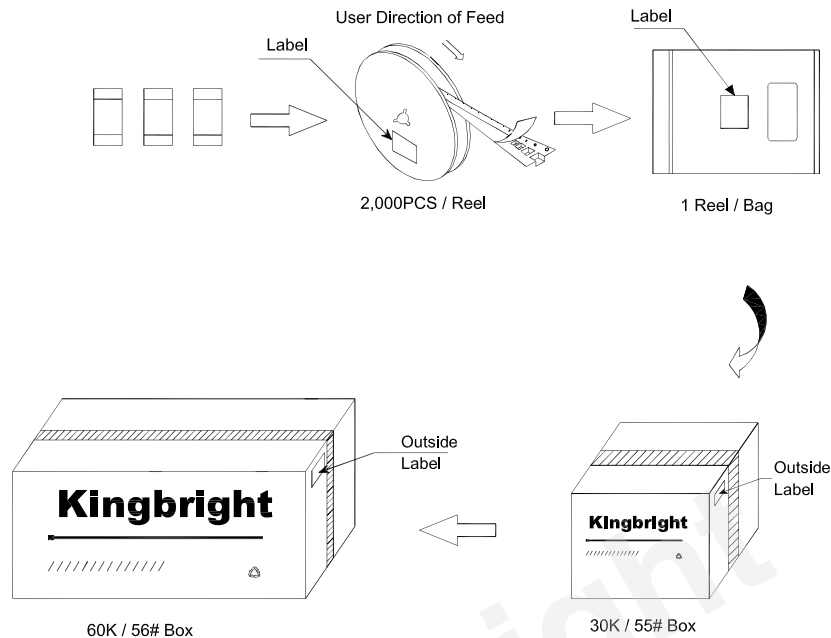 User Direction of Feed
Label
Label
2,000PCS / Reel
1 Reel / Bag
Outside
Label
Kingbright
60K / 56# Box
Outside
Label
Kingbright
30K / 55# Box